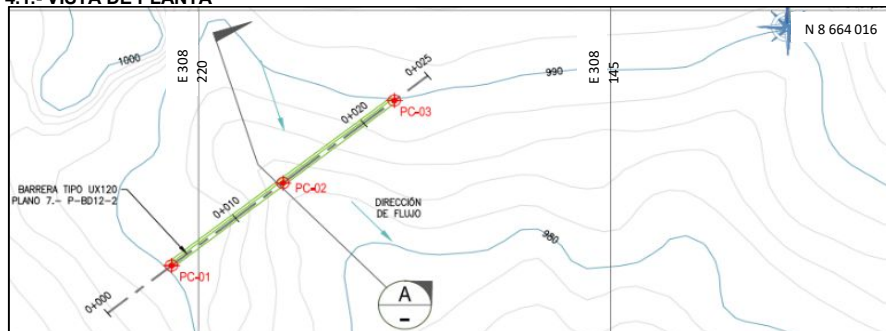 4.1.- VISTA DE PLANTA
N 8 664 016
1000
E 308
220
0+025
990
E 308
145
0+020
PC-03
BARRERA TIPO UX120
PLANO 7.- P-BD12-2
PC-02
0+010
DIRECCIÓN
DE FLUJO
980
PC-01
0+000
A
-